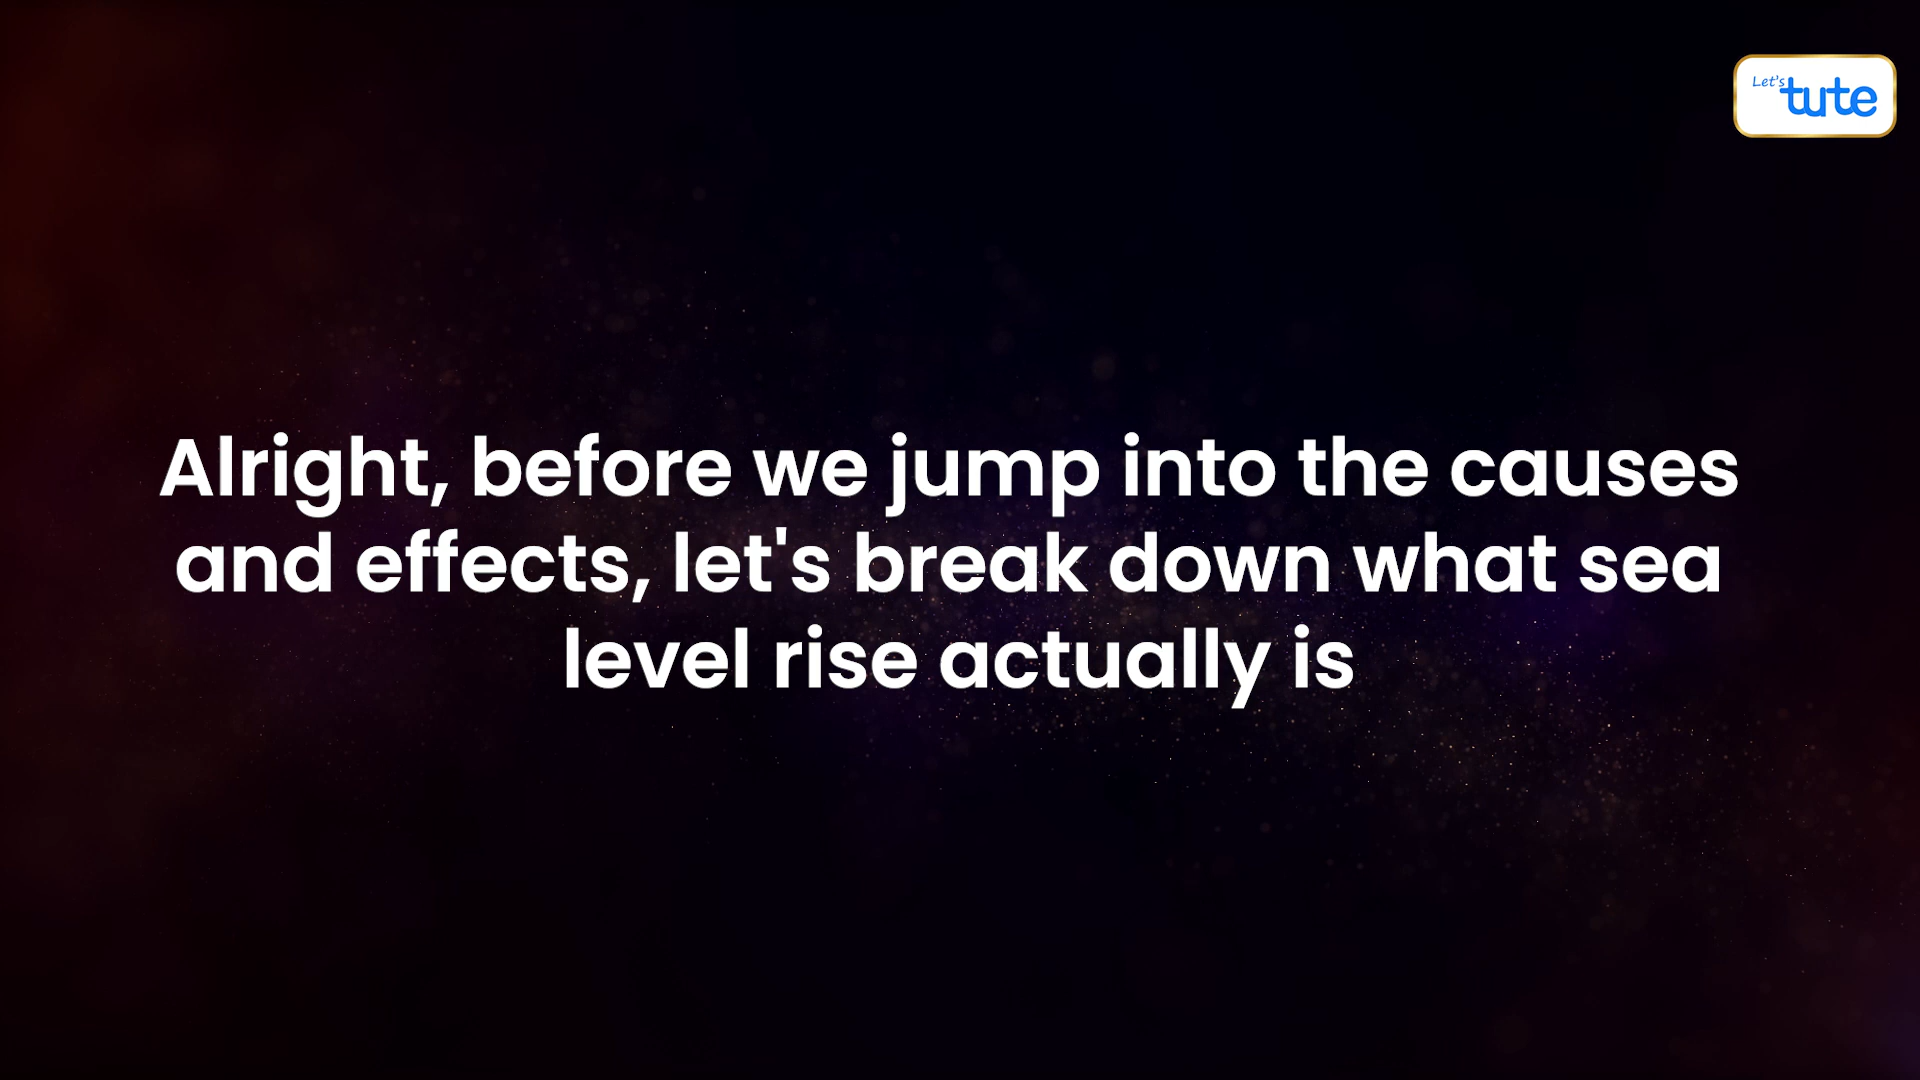 Let's tute
Alright, before we jump into the causes
and effects, let's break down what sea
level rise actually is